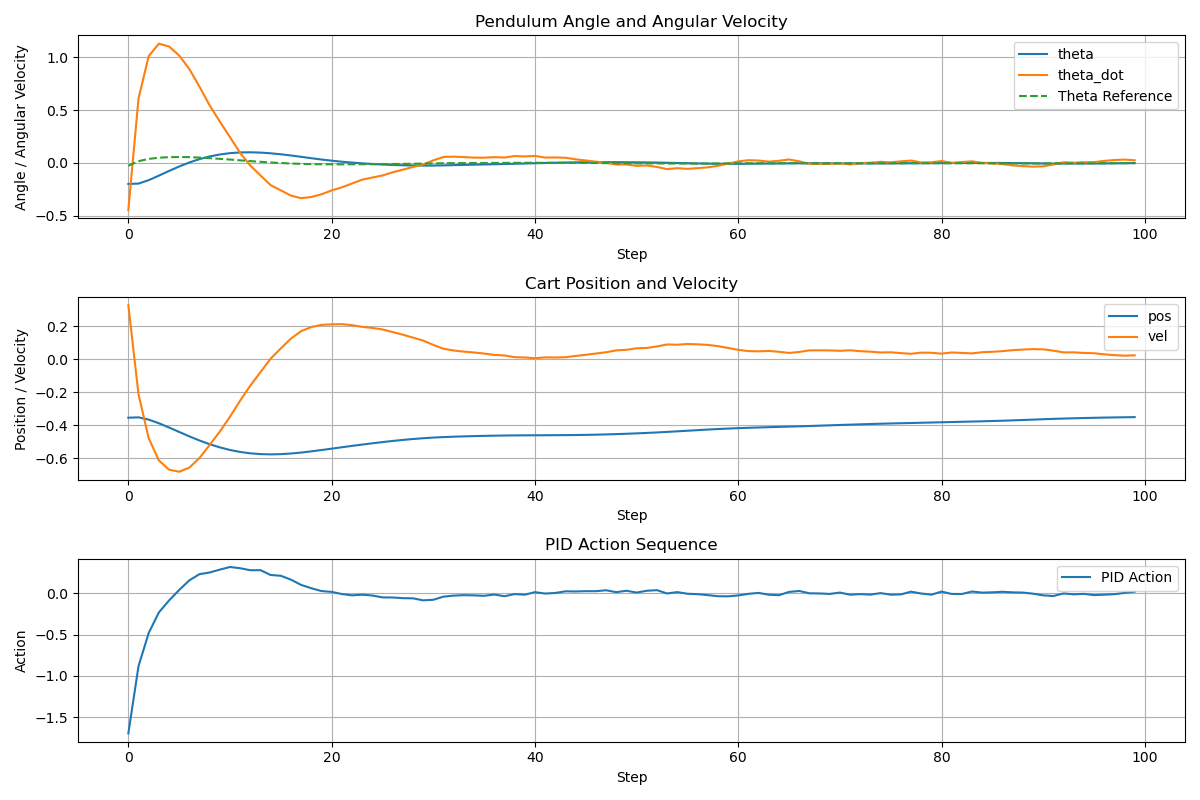 Pendulum Angle and Angular Velocity
Angle / Angular Velocity
1.0
0.5
0.0
−0.5
theta
theta_dot
Theta Reference
0 20 40 60 80 100
Step
Cart Position and Velocity
Position / Velocity
0.2
0.0
−0.2
−0.4
−0.6
pos
vel
0 20 40 60 80 100
Step
PID Action Sequence
Action
0.0
−0.5
−1.0
−1.5
PID Action
0 20 40 60 80 100
Step